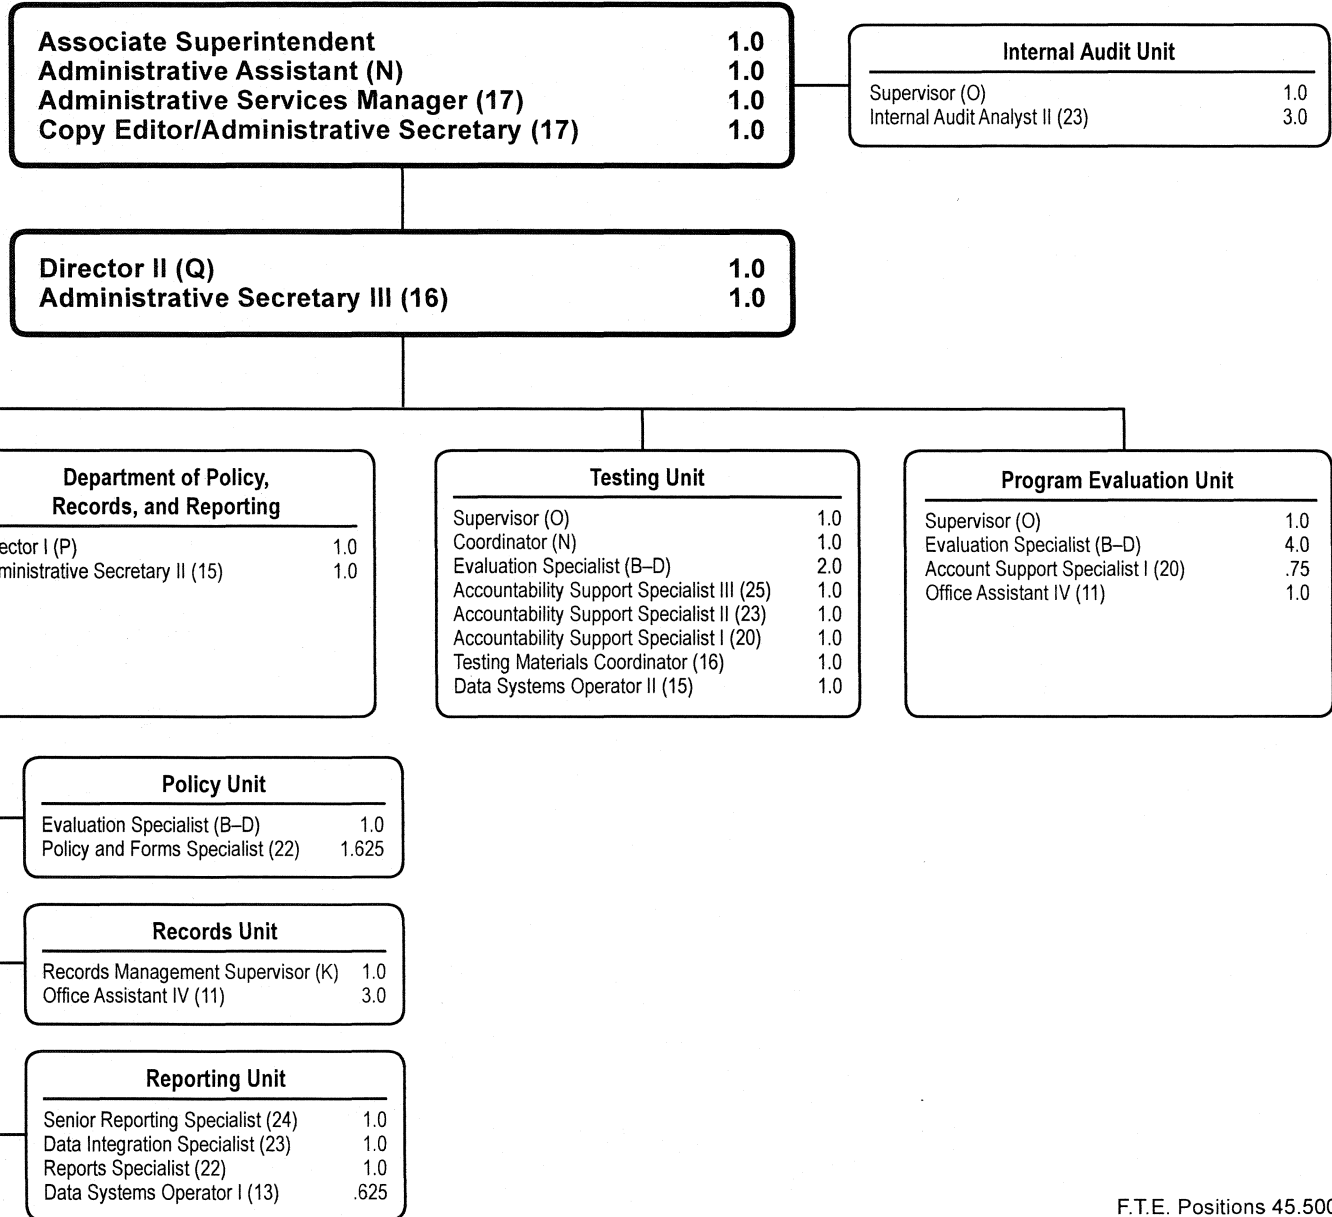 Associate Superintendent 1.0
Administrative Assistant (N) 1.0
Administrative Services Manager (17) 1.0
Copy Editor/Administrative Secretary (17) 1.0
Internal Audit Unit
Supervisor (O) 1.0
Internal Audit Analyst II (23) 3.0
Director II (Q) 1.0
Administrative Secretary III (16) 1.0
Department of Policy,
Records, and Reporting
ector I (P) 1.0
ministrative Secretary II (15) 1.0
Testing Unit
Supervisor (O) 1.0
Coordinator (N) 1.0
Evaluation Specialist (B–D) 2.0
Accountability Support Specialist III (25) 1.0
Accountability Support Specialist II (23) 1.0
Accountability Support Specialist I (20) 1.0
Testing Materials Coordinator (16) 1.0
Data Systems Operator II (15) 1.0
Program Evaluation Unit
Supervisor (O) 1.0
Evaluation Specialist (B–D) 4.0
Account Support Specialist I (20) .75
Office Assistant IV (11) 1.0
Policy Unit
Evaluation Specialist (B–D) 1.0
Policy and Forms Specialist (22) 1.625
Records Unit
Records Management Supervisor (K) 1.0
Office Assistant IV (11) 3.0
Reporting Unit
Senior Reporting Specialist (24) 1.0
Data Integration Specialist (23) 1.0
Reports Specialist (22) 1.0
Data Systems Operator I (13) .625
F.T.E. Positions 45.500